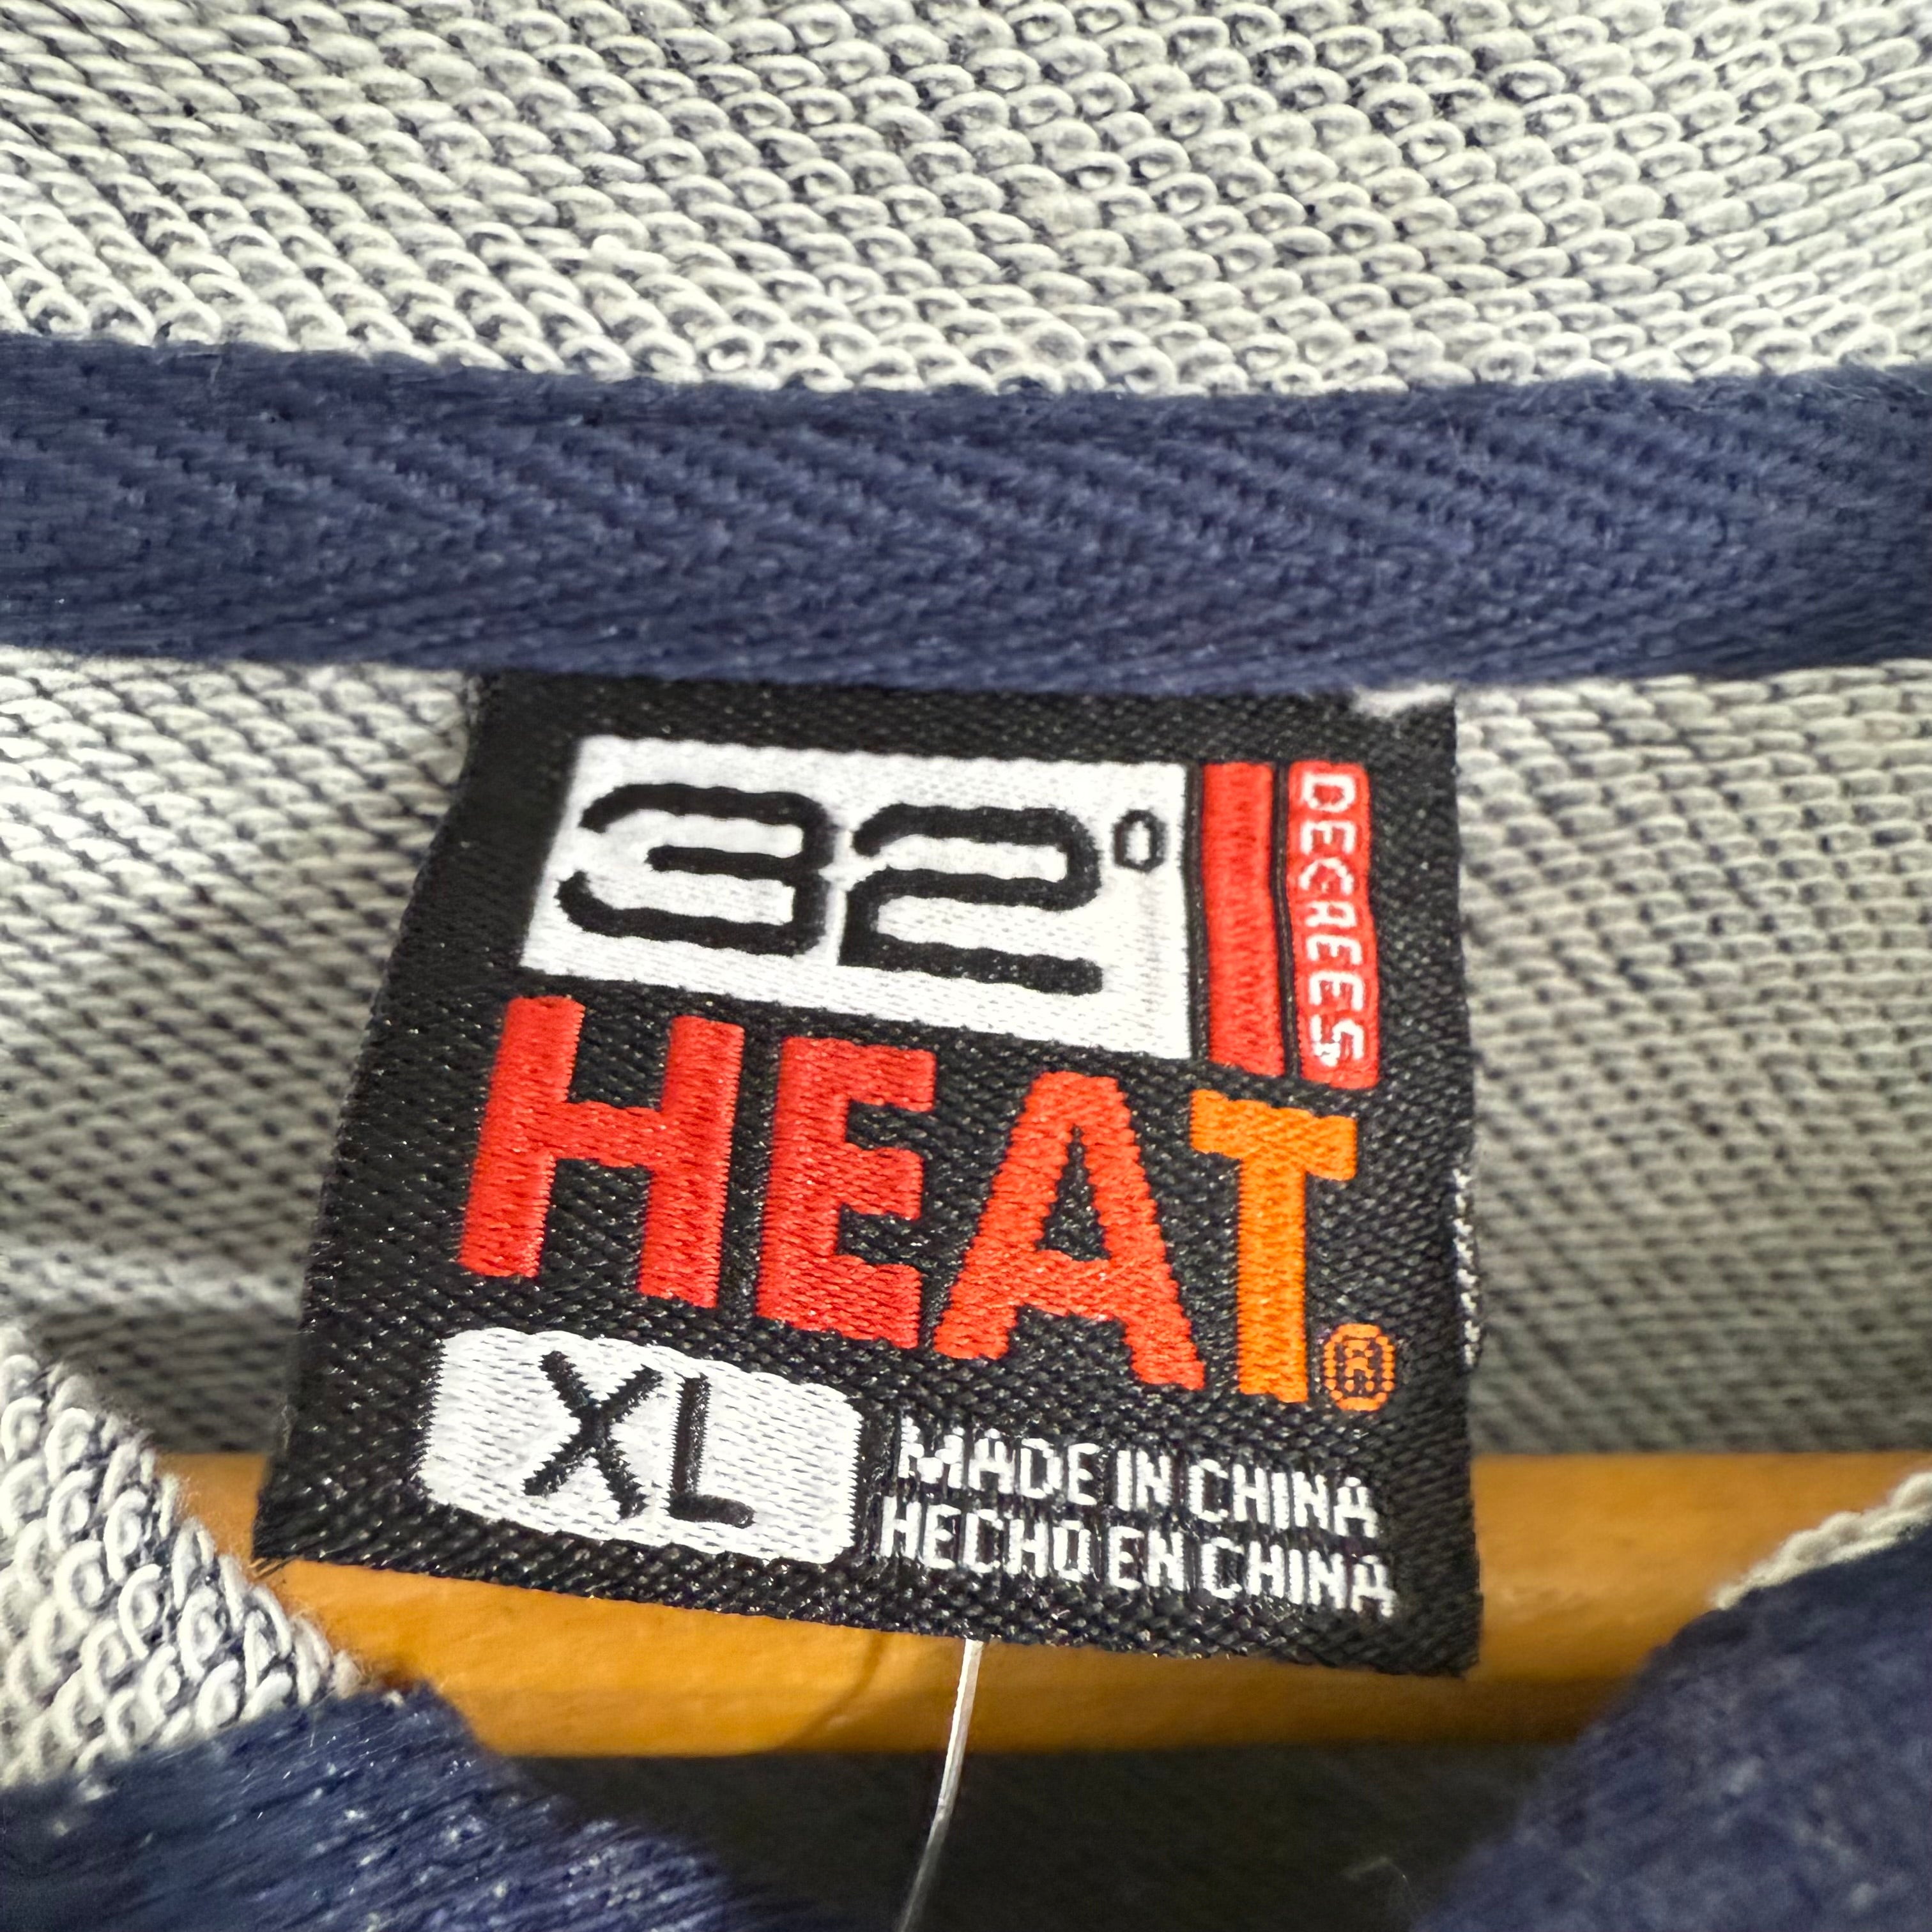 32°
DEGREES
HEAT®
XL
MADE IN CHINA
HECHO EN CHINA